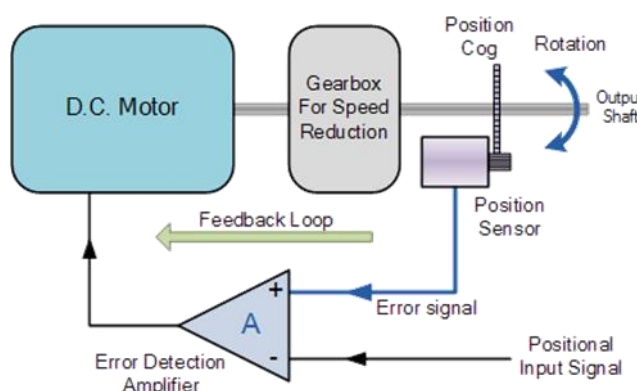 Position
Cog
Rotation
D.C. Motor
Gearbox
For Speed
Reduction
Output
Shaft
Feedback Loop
Position
Sensor
+
A
-
Error signal
Error Detection
Amplifier
Positional
Input Signal